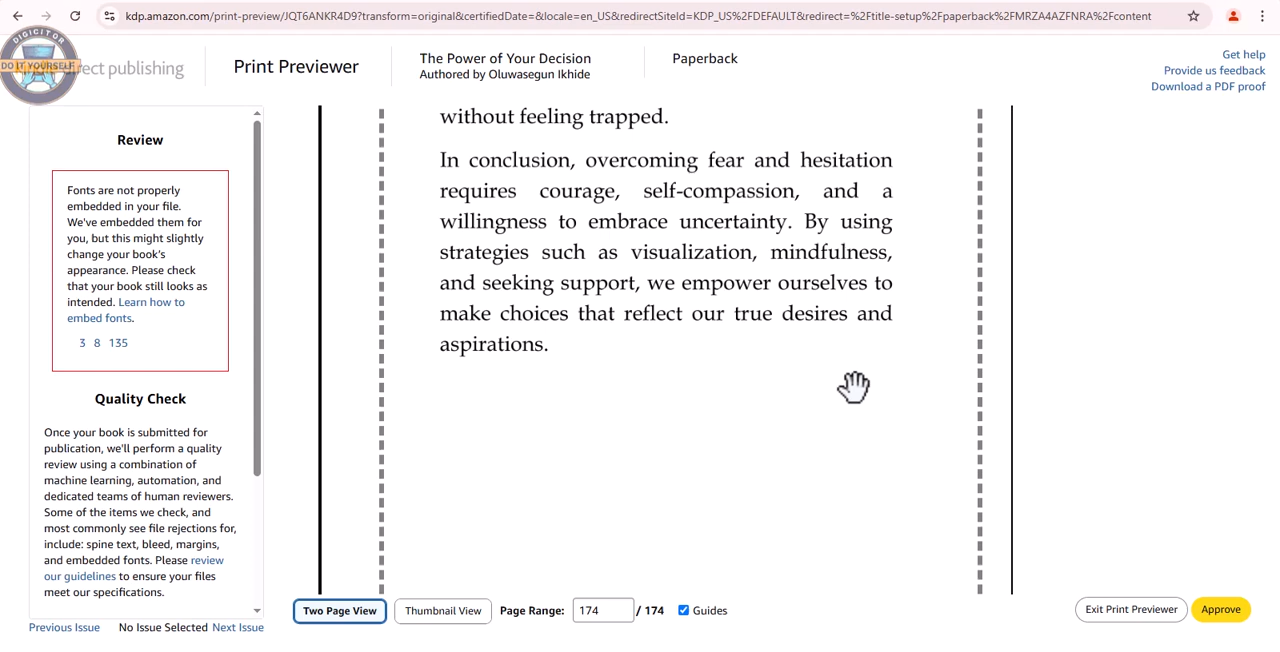 kdp.amazon.com/print-preview/JQT6ANKR4D9?transform=original&certifiedDate=&locale=en_US&redirectSiteId=KDP_US%2FDEFAULT&redirect=%2Ftitle-setup%2Fpaperback%2FMRZA4AZFNRA%2Fcontent
DIGICITOR
DO IT YOURSELF
direct publishing
Print Previewer
The Power of Your Decision
Authored by Oluwasegun Ikhide
Paperback
Get help
Provide us feedback
Download a PDF proof
Review
Fonts are not properly
embedded in your file.
We've embedded them for
you, but this might slightly
change your book's
appearance. Please check
that your book still looks as
intended. Learn how to
embed fonts.
3 8 135
Quality Check
Once your book is submitted for
publication, we'll perform a quality
review using a combination of
machine learning, automation, and
dedicated teams of human reviewers.
Some of the items we check, and
most commonly see file rejections for,
include: spine text, bleed, margins,
and embedded fonts. Please review
our guidelines to ensure your files
meet our specifications.
Previous Issue No Issue Selected Next Issue
without feeling trapped.
In conclusion, overcoming fear and hesitation
requires courage, self-compassion, and a
willingness to embrace uncertainty. By using
strategies such as visualization, mindfulness,
and seeking support, we empower ourselves to
make choices that reflect our true desires and
aspirations.
Two Page View Thumbnail View Page Range: 174 / 174 Guides
Exit Print Previewer Approve